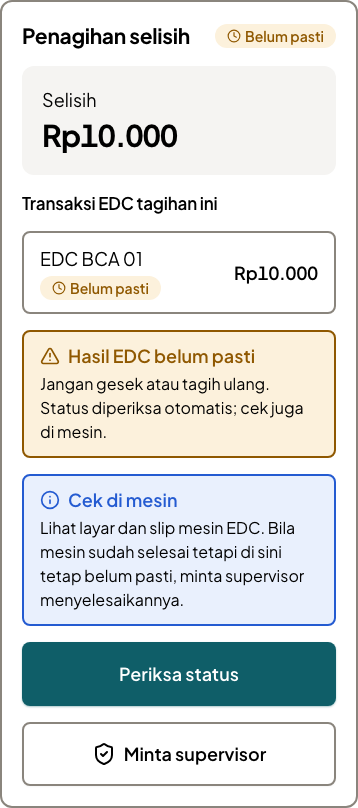 Penagihan selisih
Belum pasti
Selisih
Rp10.000
Transaksi EDC tagihan ini
EDC BCA 01
Rp10.000
Belum pasti
Hasil EDC belum pasti
Jangan gesek atau tagih ulang.
Status diperiksa otomatis; cek juga
di mesin.
Cek di mesin
Lihat layar dan slip mesin EDC. Bila
mesin sudah selesai tetapi di sini
tetap belum pasti, minta supervisor
menyelesaikannya.
Periksa status
Minta supervisor